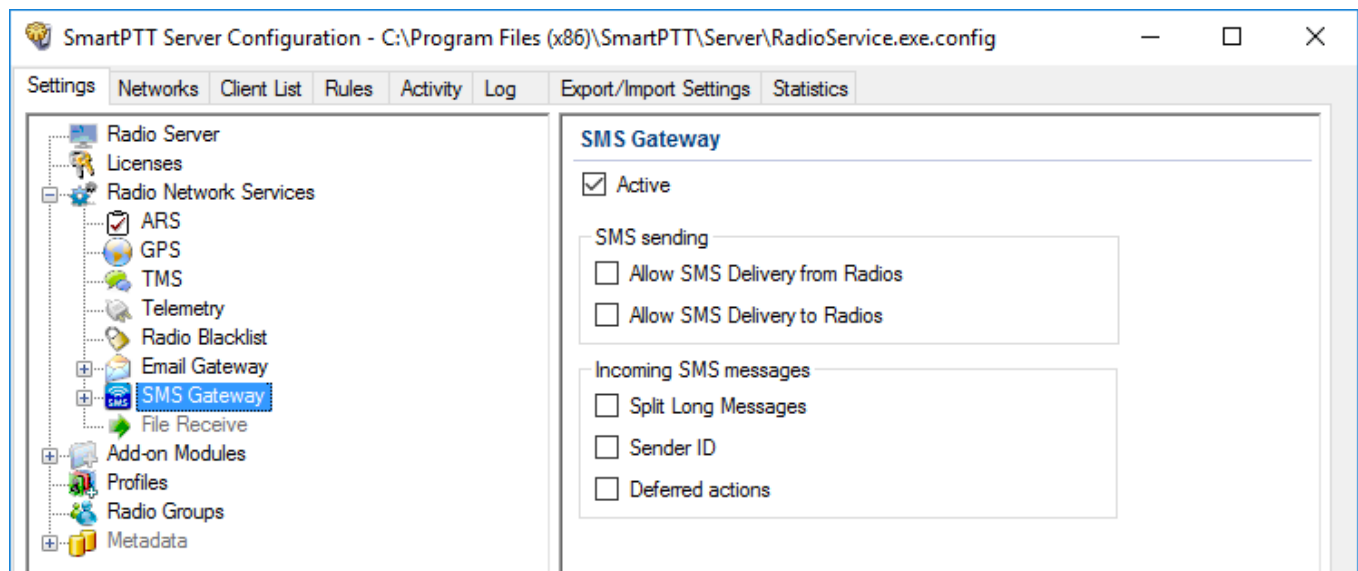 SmartPTT Server Configuration - C:\Program Files (x86)\SmartPTT\Server\RadioService.exe.config
Settings Networks Client List Rules Activity Log Export/Import Settings Statistics
Radio Server
Licenses
Radio Network Services
ARS
GPS
TMS
Telemetry
Radio Blacklist
Email Gateway
SMS Gateway
File Receive
Add-on Modules
Profiles
Radio Groups
Metadata
SMS Gateway
Active
SMS sending
Allow SMS Delivery from Radios
Allow SMS Delivery to Radios
Incoming SMS messages
Split Long Messages
Sender ID
Deferred actions